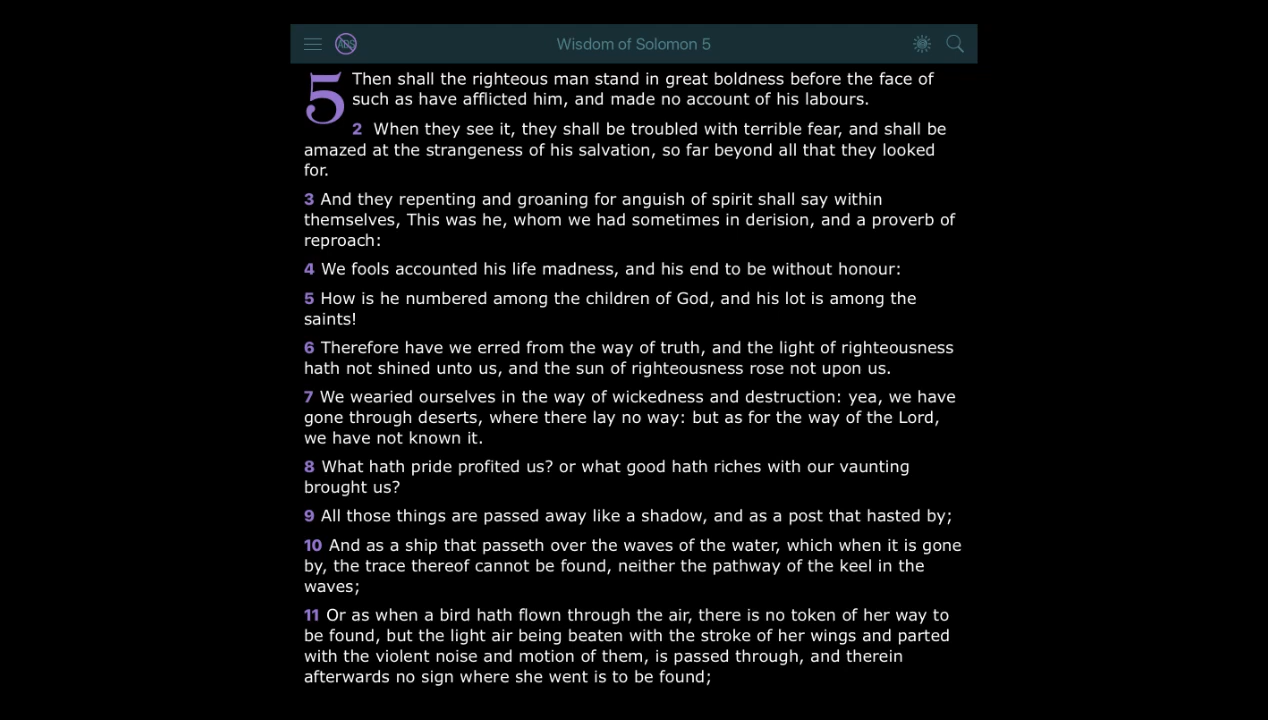 ADS
Wisdom of Solomon 5
5 Then shall the righteous man stand in great boldness before the face of
such as have afflicted him, and made no account of his labours.
2 When they see it, they shall be troubled with terrible fear, and shall be
amazed at the strangeness of his salvation, so far beyond all that they looked
for.
3 And they repenting and groaning for anguish of spirit shall say within
themselves, This was he, whom we had sometimes in derision, and a proverb of
reproach:
4 We fools accounted his life madness, and his end to be without honour:
5 How is he numbered among the children of God, and his lot is among the
saints!
6 Therefore have we erred from the way of truth, and the light of righteousness
hath not shined unto us, and the sun of righteousness rose not upon us.
7 We wearied ourselves in the way of wickedness and destruction: yea, we have
gone through deserts, where there lay no way: but as for the way of the Lord,
we have not known it.
8 What hath pride profited us? or what good hath riches with our vaunting
brought us?
9 All those things are passed away like a shadow, and as a post that hasted by;
10 And as a ship that passeth over the waves of the water, which when it is gone
by, the trace thereof cannot be found, neither the pathway of the keel in the
waves;
11 Or as when a bird hath flown through the air, there is no token of her way to
be found, but the light air being beaten with the stroke of her wings and parted
with the violent noise and motion of them, is passed through, and therein
afterwards no sign where she went is to be found;